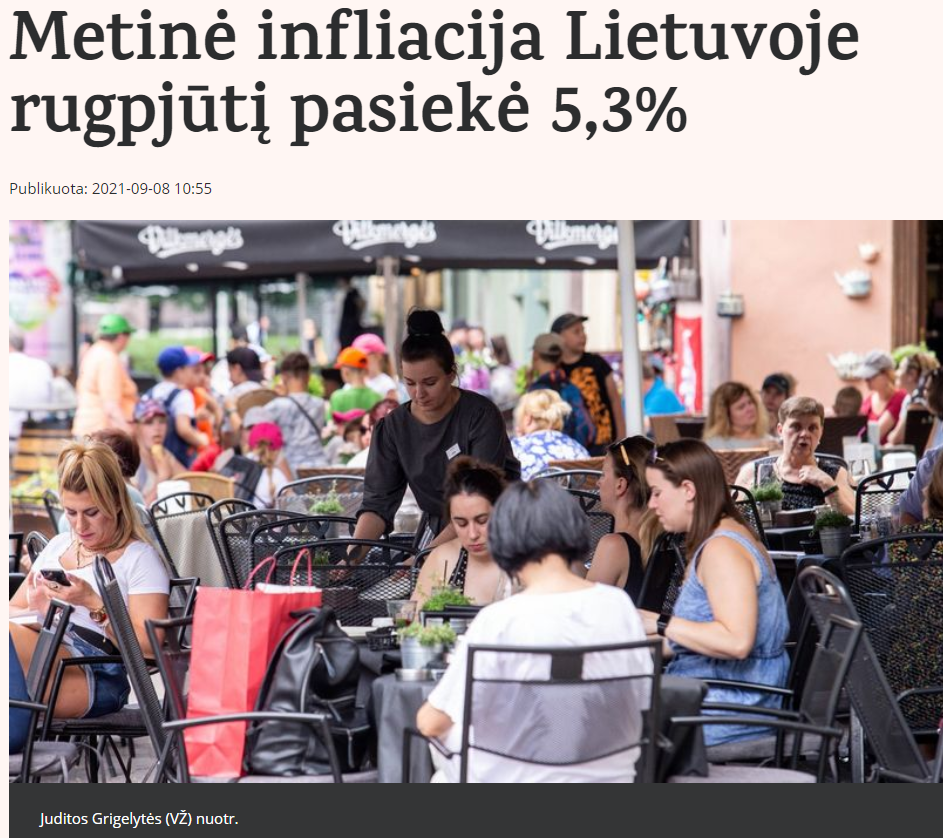 Metinė infliacija Lietuvoje
rugpjūtį pasiekė 5,3%
Publikuota: 2021-09-08 10:55
Vilkmergės Vilkmergės Vilkmergės
Juditos Grigelytės (VŽ) nuotr.